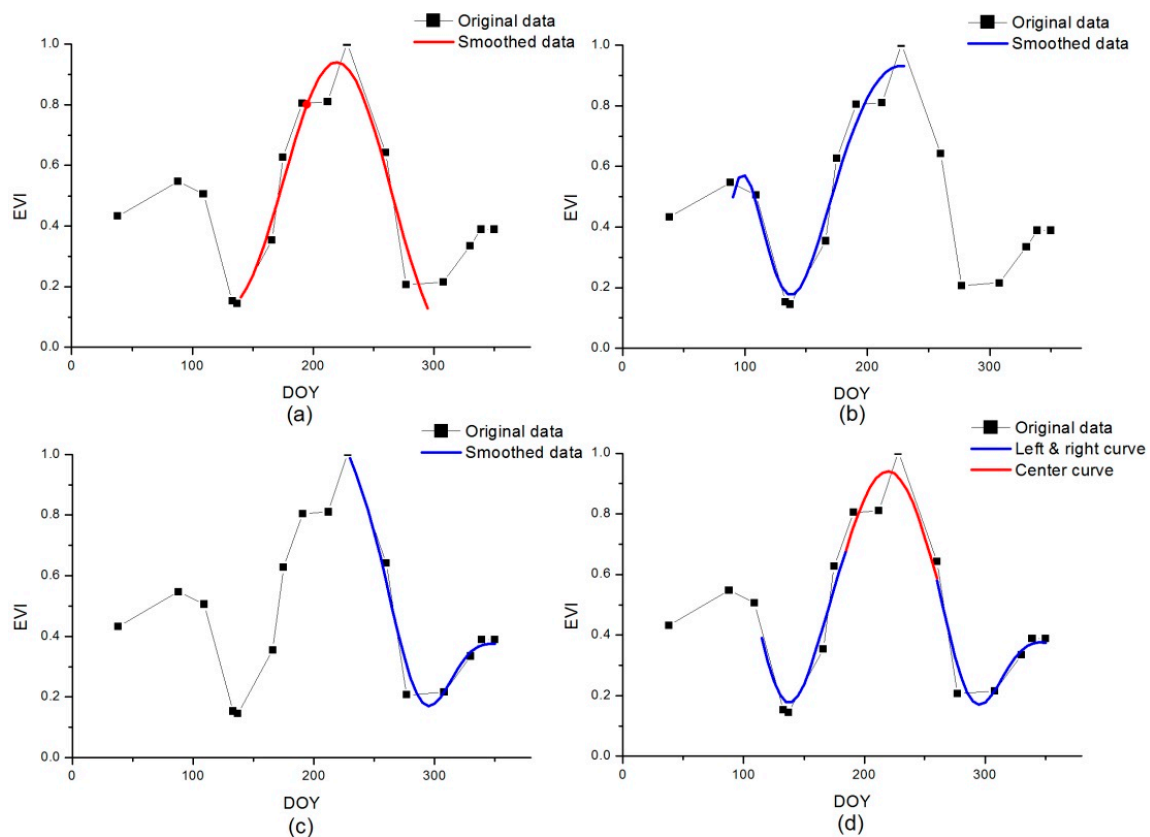 Original data
Smoothed data
1.0
0.8
0.6
0.4
0.2
0.0
EVI
0
100
200
300
DOY
(a)
Original data
Smoothed data
1.0
0.8
0.6
0.4
0.2
0.0
EVI
0
100
200
300
DOY
(b)
Original data
Smoothed data
1.0
0.8
0.6
0.4
0.2
0.0
EVI
0
100
200
300
DOY
(c)
Original data
Left & right curve
Center curve
1.0
0.8
0.6
0.4
0.2
0.0
EVI
0
100
200
300
DOY
(d)